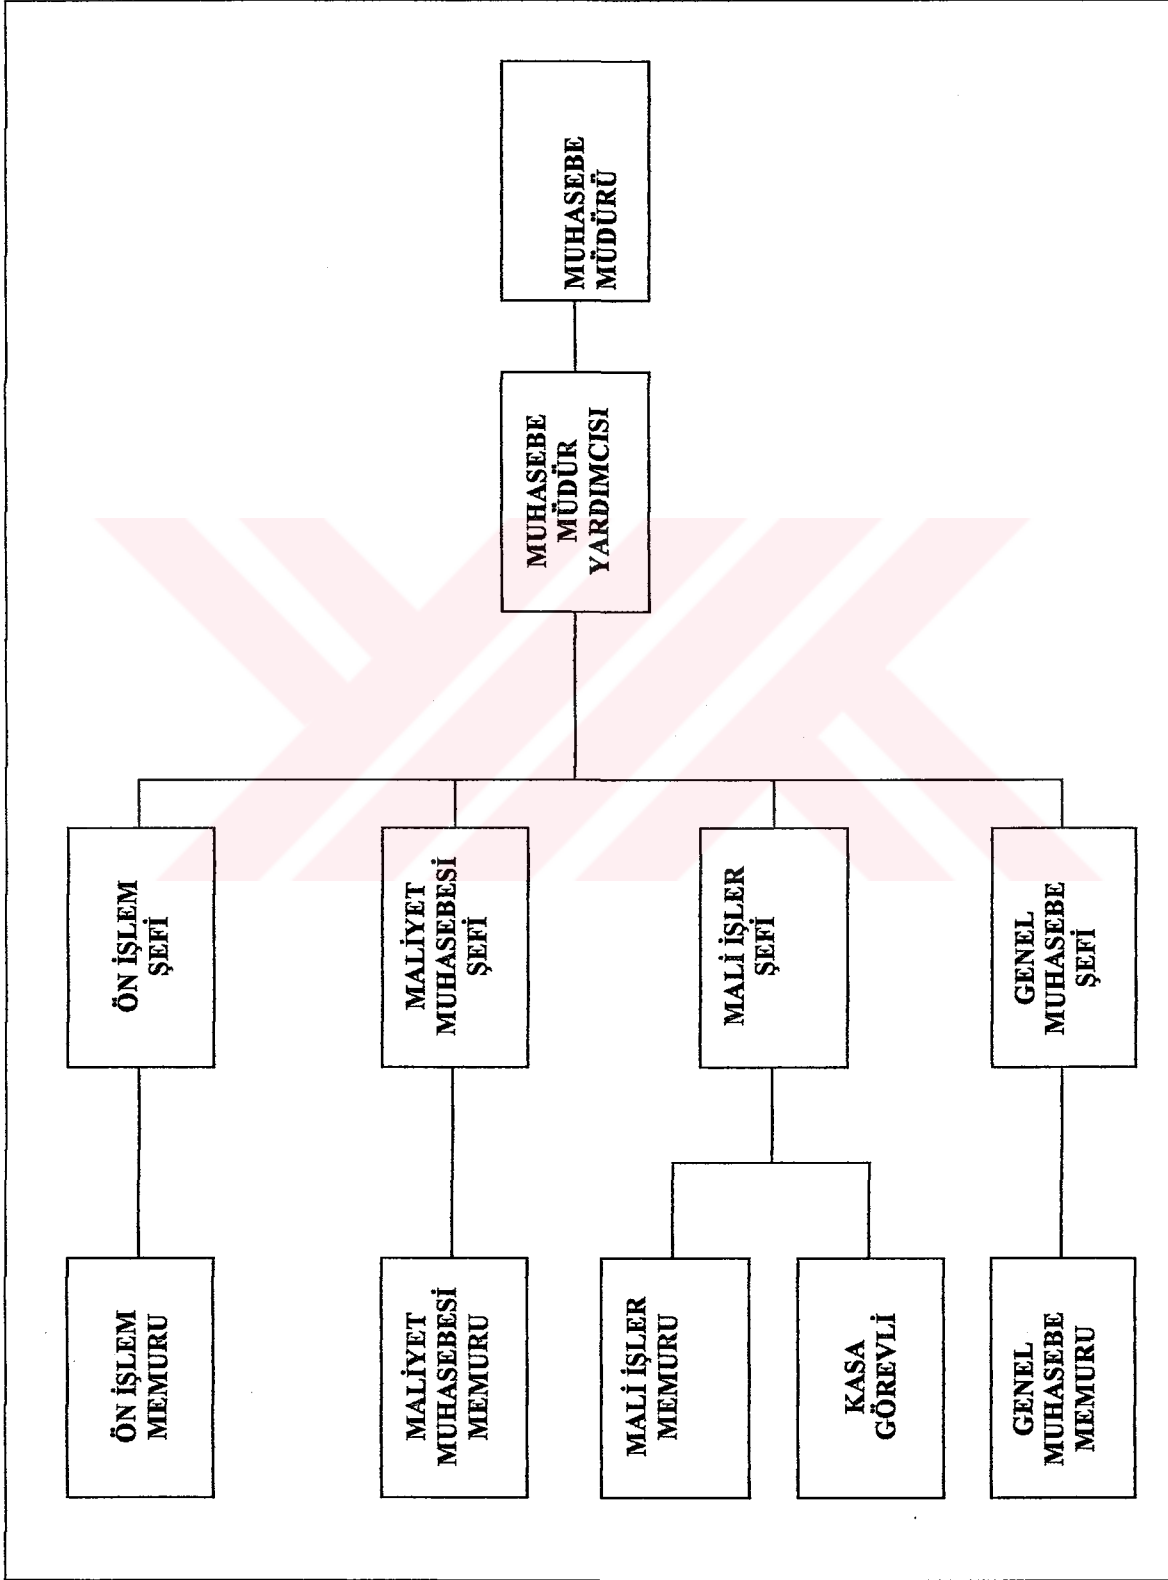 MUHASEBE
MÜDÜRÜ
MUHASEBE
MÜDÜR
YARDIMCISI
ÖN İŞLEM
ŞEFİ
MALİYET
MUHASEBESİ
ŞEFİ
MALİ İŞLER
ŞEFİ
GENEL
MUHASEBE
ŞEFİ
ÖN İŞLEM
MEMURU
MALİYET
MUHASEBESİ
MEMURU
MALİ İŞLER
MEMURU
KASA
GÖREVLİ
GENEL
MUHASEBE
MEMURU